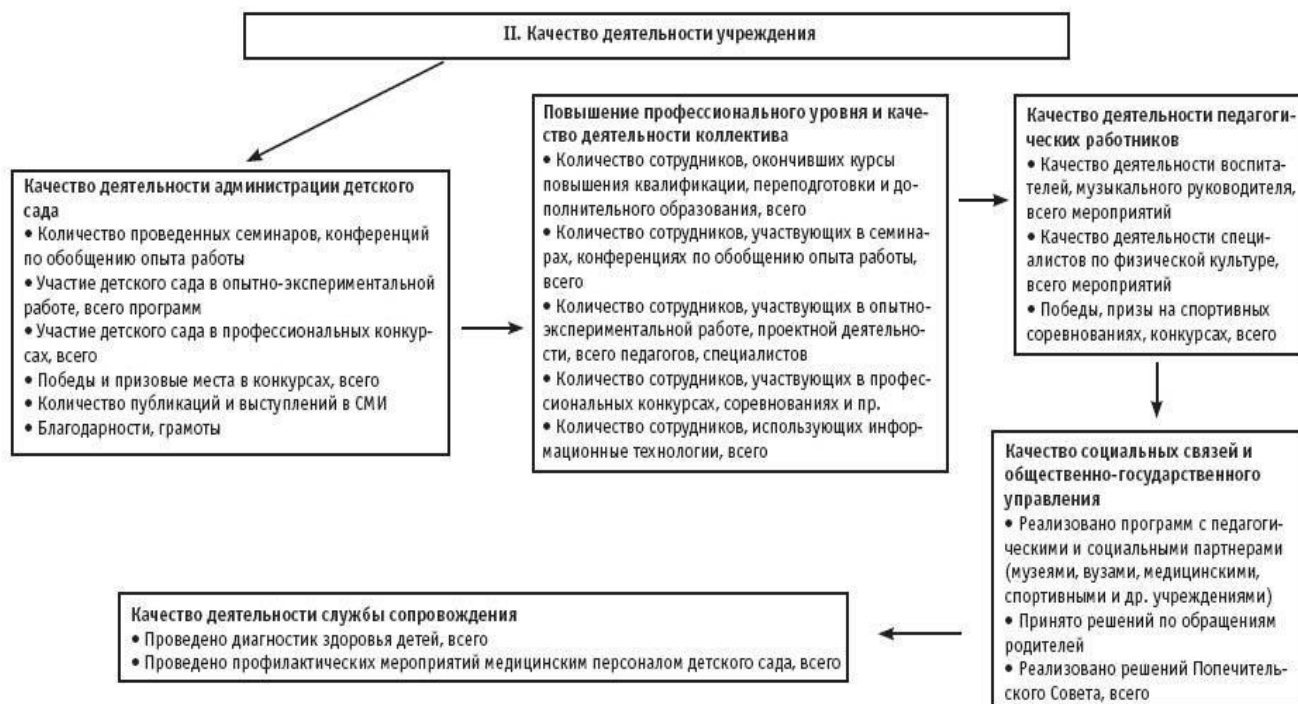 II. Качество деятельности учреждения
Качество деятельности администрации детского
сада
• Количество проведенных семинаров, конференций
по обобщению опыта работы
• Участие детского сада в опытно-экспериментальной
работе, всего программ
• Участие детского сада в профессиональных конкур-
сах, всего
• Победы и призовые места в конкурсах, всего
• Количество публикаций и выступлений в СМИ
• Благодарности, грамоты
Повышение профессионального уровня и каче-
ство деятельности коллектива
• Количество сотрудников, окончивших курсы
повышения квалификации, переподготовки и до-
полнительного образования, всего
• Количество сотрудников, участвующих в семина-
рах, конференциях по обобщению опыта работы,
всего
• Количество сотрудников, участвующих в опытно-
экспериментальной работе, проектной деятельно-
сти, всего педагогов, специалистов
• Количество сотрудников, участвующих в профес-
сиональных конкурсах, соревнованиях и пр.
• Количество сотрудников, использующих инфор-
мационные технологии, всего
Качество деятельности педагоги-
ческих работников
• Качество деятельности воспита-
телей, музыкального руководителя,
всего мероприятий
• Качество деятельности специ-
алистов по физической культуре,
всего мероприятий
• Победы, призы на спортивных
соревнованиях, конкурсах, всего
Качество социальных связей и
общественно-государственного
управления
• Реализовано программ с педагоги-
ческими и социальными партнерами
(музеями, вузами, медицинскими,
спортивными и др. учреждениями)
• Принято решений по обращениям
родителей
• Реализовано решений Попечитель-
ского Совета, всего
Качество деятельности службы сопровождения
• Проведено диагностик здоровья детей, всего
• Проведено профилактических мероприятий медицинским персоналом детского сада, всего